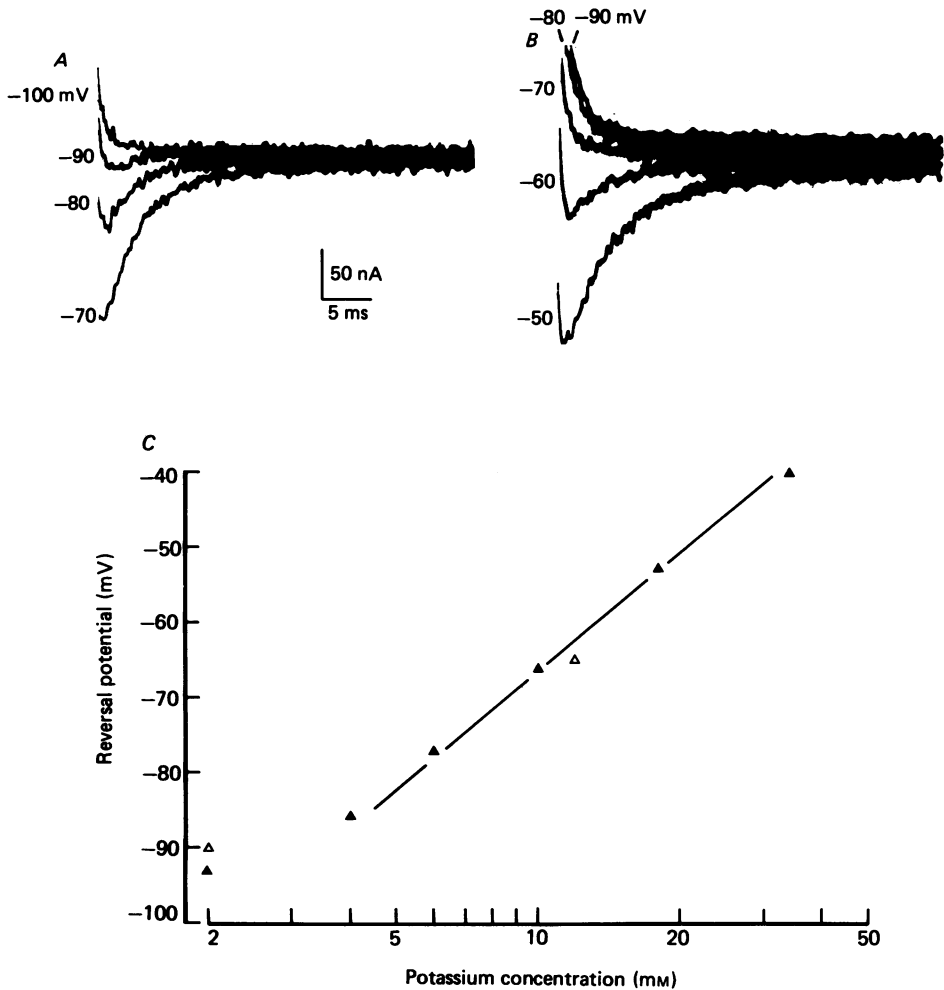 A
−100 mV
−90
−80
−70
50 nA
5 ms
−80 −90 mV
B
−70
−60
−50
C
−40
−50
−60
−70
−80
−90
−100
Reversal potential (mV)
2 5 10 20 50
Potassium concentration (mM)